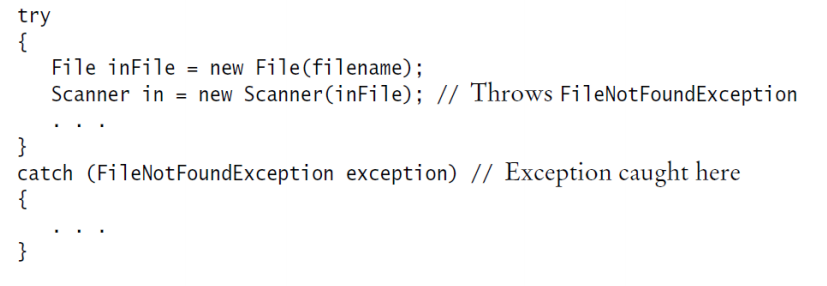 try
{
   File inFile = new File(filename);
   Scanner in = new Scanner(inFile); // Throws FileNotFoundException
   . . .
}
catch (FileNotFoundException exception) // Exception caught here
{
   . . .
}